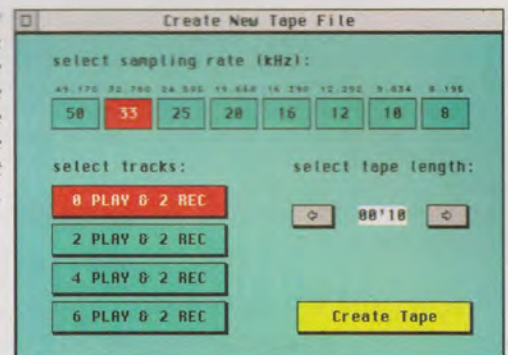 Create New Tape File
select sampling rate (kHz):
49.170 32.780 24.585 19.668 16.390 12.292 9.834 8.195
50 33 25 20 16 12 10 8
select tracks:
select tape length:
0 PLAY & 2 REC
00'10
2 PLAY & 2 REC
4 PLAY & 2 REC
6 PLAY & 2 REC
Create Tape